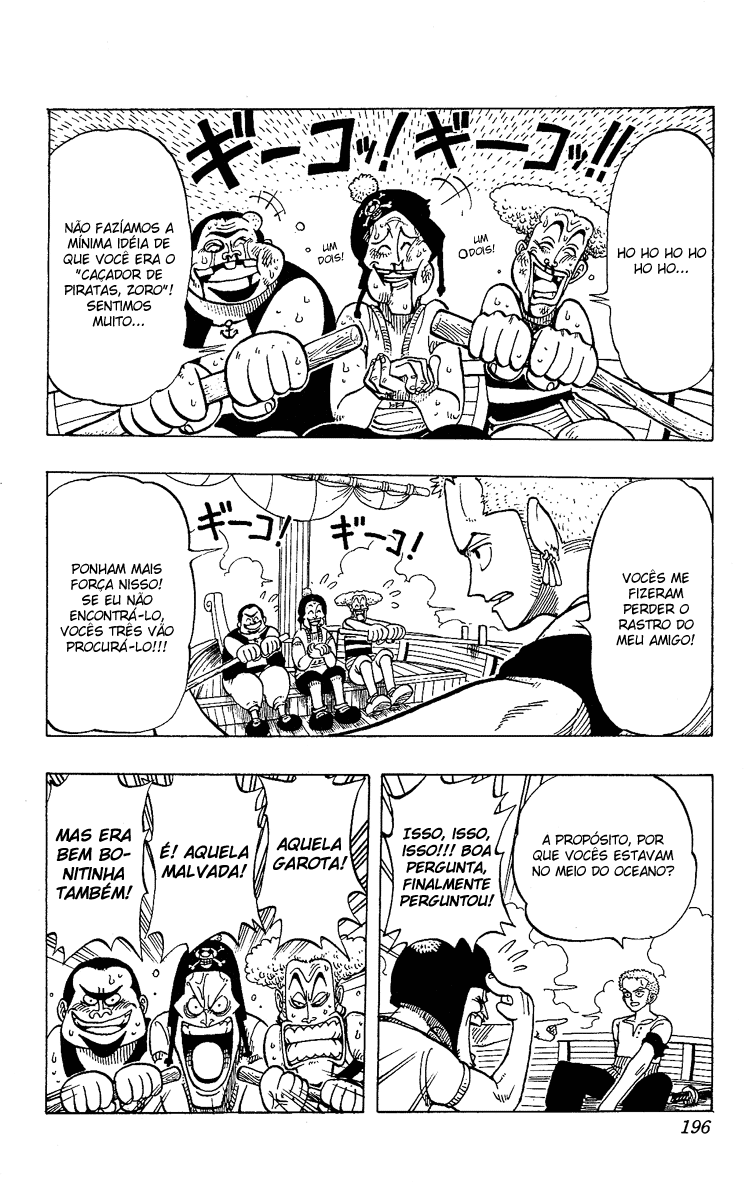 ギーコッ! ギーコッ!!
HO HO HO HO
HO HO...
UM
DOIS!
UM
DOIS!
NÃO FAZÍAMOS A
MÍNIMA IDÉIA DE
QUE VOCÊ ERA O
"CAÇADOR DE
PIRATAS, ZORO"!
SENTIMOS
MUITO...
VOCÊS ME
FIZERAM
PERDER O
RASTRO DO
MEU AMIGO!
ギーコ! ギーコ!
PONHAM MAIS
FORÇA NISSO!
SE EU NÃO
ENCONTRÁ-LO,
VOCÊS TRÊS VÃO
PROCURÁ-LO!!!
A PROPÓSITO, POR
QUE VOCÊS ESTAVAM
NO MEIO DO OCEANO?
ISSO, ISSO,
ISSO!!! BOA
PERGUNTA,
FINALMENTE
PERGUNTOU!
AQUELA
GAROTA!
É! AQUELA
MALVADA!
MAS ERA
BEM BO-
NITINHA
TAMBÉM!
196